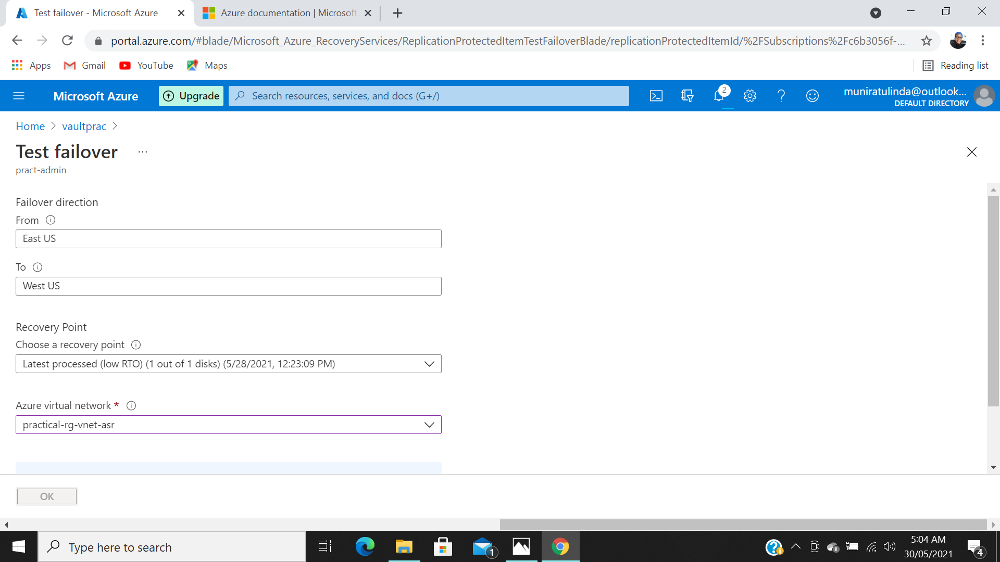 Test failover - Microsoft Azure
Azure documentation | Microsoft
portal.azure.com/#blade/Microsoft_Azure_RecoveryServices/ReplicationProtectedItemTestFailoverBlade/replicationProtectedItemId/%2FSubscriptions%2Fc6b3056f-...
Apps Gmail YouTube Maps Reading list
Microsoft Azure Upgrade Search resources, services, and docs (G+/) 2 muniratulinda@outlook...
DEFAULT DIRECTORY
Home > vaultprac >
Test failover ...
pract-admin
Failover direction
From
East US
To
West US
Recovery Point
Choose a recovery point
Latest processed (low RTO) (1 out of 1 disks) (5/28/2021, 12:23:09 PM)
Azure virtual network *
practical-rg-vnet-asr
OK
Type here to search
1
5:04 AM
30/05/2021
4